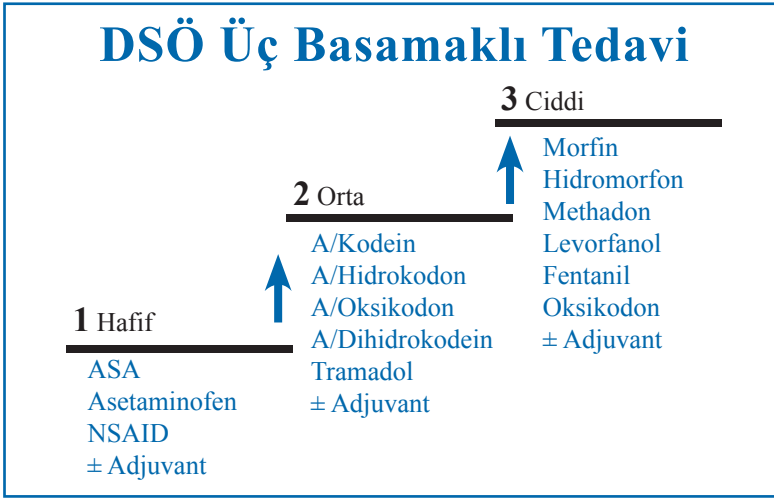 DSÖ Üç Basamaklı Tedavi
1 Hafif
ASA
Asetaminofen
NSAID
± Adjuvant
2 Orta
A/Kodein
A/Hidrokodon
A/Oksikodon
A/Dihidrokodein
Tramadol
± Adjuvant
3 Ciddi
Morfin
Hidromorfon
Methadon
Levorfanol
Fentanil
Oksikodon
± Adjuvant